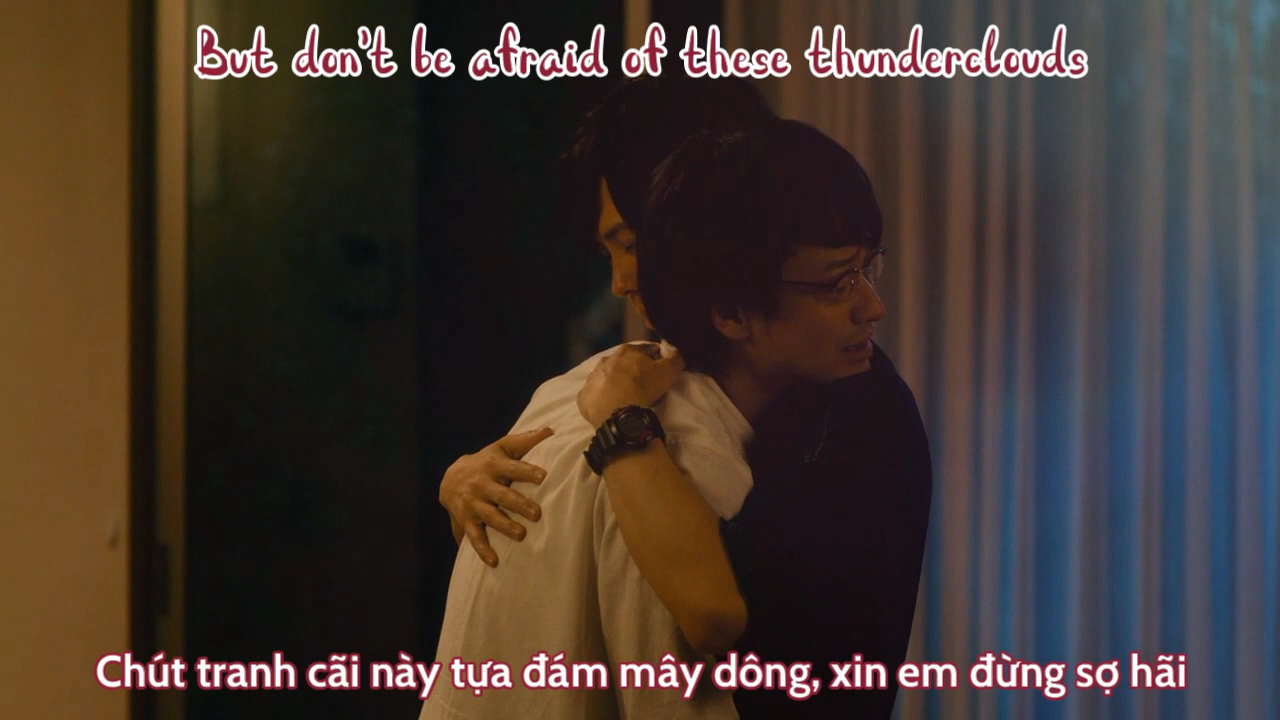 But don't be afraid of these thunderclouds
Chút tranh cãi này tựa đám mây dông, xin em đừng sợ hãi